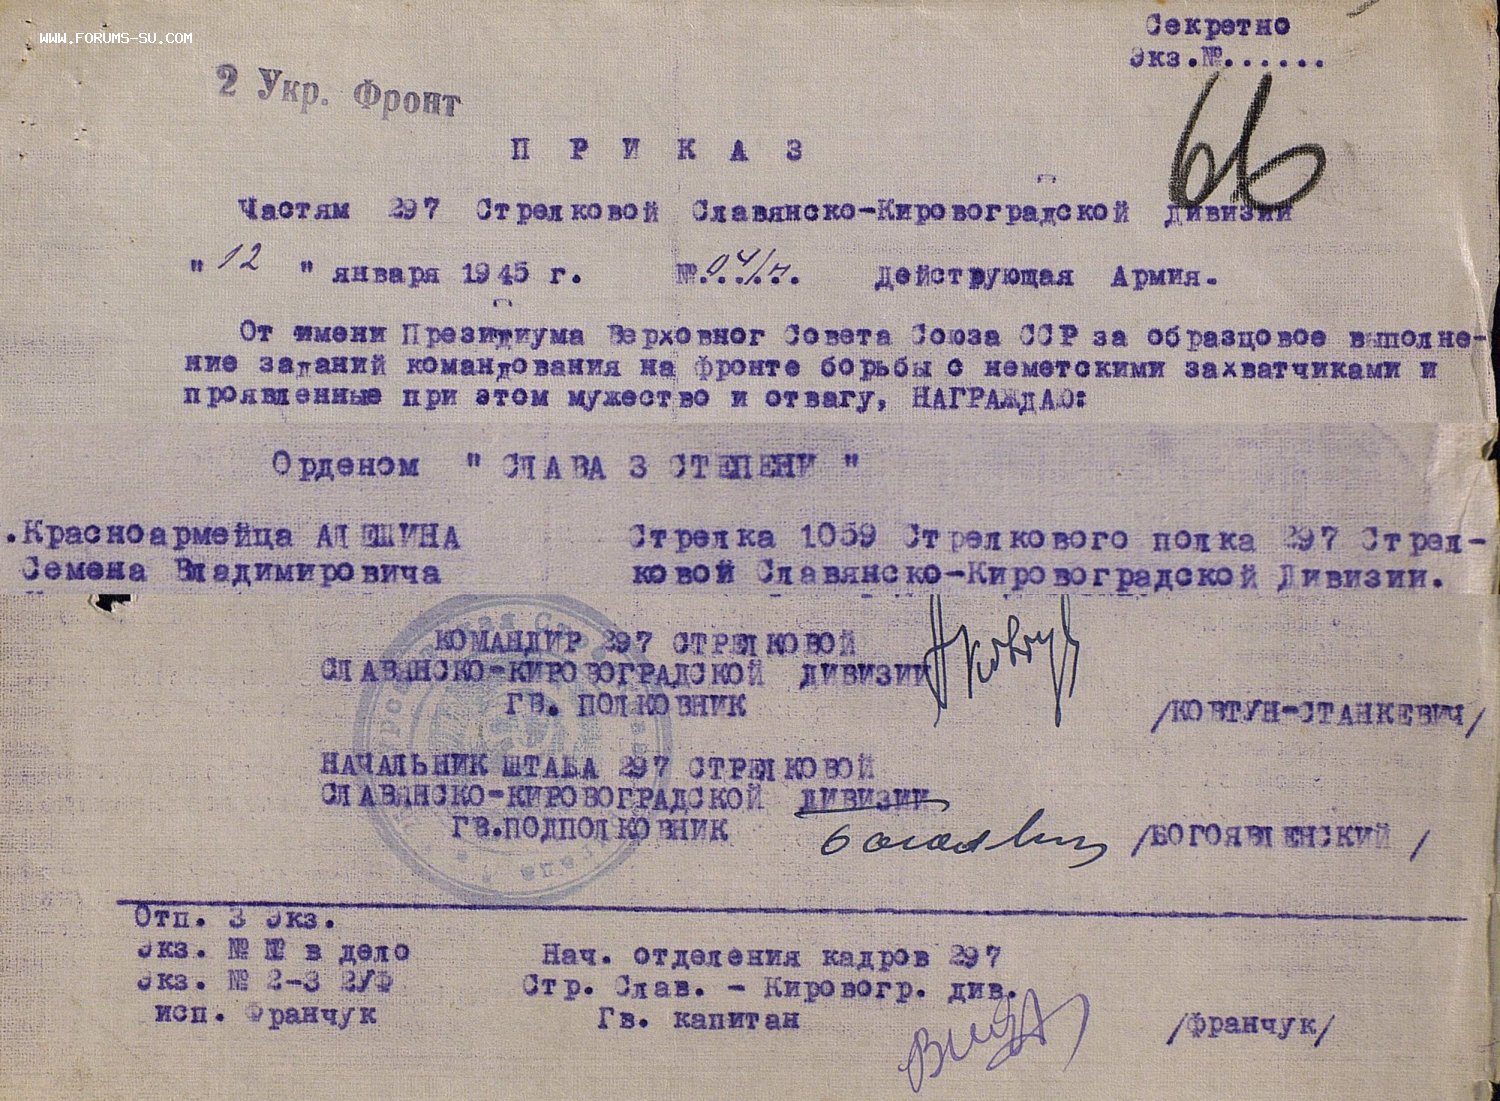 WWW.FORUMS-SU.COM
Секретно
Экз.№......
66
2 Укр. Фронт
П Р И К А З
Частям 297 Стрелковой Славянско-Кировоградской дивизии
" 12 " января 1945 г. №.04/н. Действующая Армия.
От имени Президиума Верховног Совета Союза ССР за образцовое выполне-
ние заданий командования на фронте борьбы с неметскими захватчиками и
проявленные при этом мужество и отвагу, НАГРАЖДАЮ:
Орденом " СЛАВА 3 СТЕПЕНИ "
.Красноармейца АЛЕШИНА Стрелка 1059 Стрелкового полка 297 Стрел-
Семена Владимировича ковой Славянско-Кировоградской Дивизии.
КОМАНДИР 297 СТРЕЛКОВОЙ
СЛАВЯНСКО-КИРОВОГРАДСКОЙ ДИВИЗИИ
ГВ. ПОЛКОВНИК /КОВТУН-СТАНКЕВИЧ/
НАЧАЛЬНИК ШТАБА 297 СТРЕЛКОВОЙ
СЛАВЯНСКО-КИРОВОГРАДСКОЙ ДИВИЗИИ
ГВ.ПОДПОЛКОВНИК /БОГОЯВЛЕНСКИЙ /
Отп. 3 Экз.
Экз. № 1 в дело Нач. отделения кадров 297
Экз. № 2-3 2УФ Стр. Слав. - Кировогр. див.
исп. Франчук Гв. капитан /Франчук/